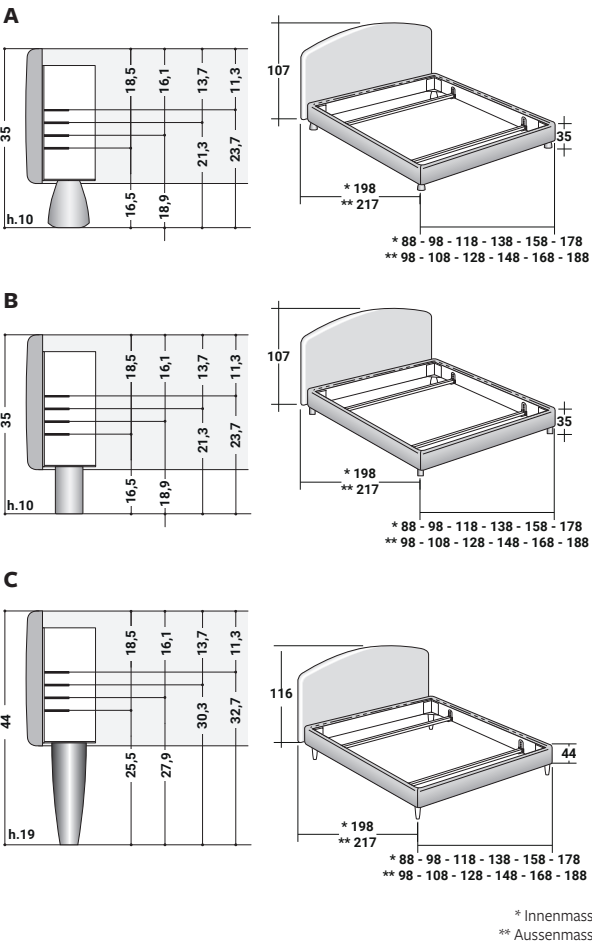 A
18,5
16,1
13,7
11,3
35
21,3
23,7
16,5
18,9
h.10
107
35
* 198
** 217
* 88 - 98 - 118 - 138 - 158 - 178
** 98 - 108 - 128 - 148 - 168 - 188
B
18,5
16,1
13,7
11,3
35
21,3
23,7
16,5
18,9
h.10
107
35
* 198
** 217
* 88 - 98 - 118 - 138 - 158 - 178
** 98 - 108 - 128 - 148 - 168 - 188
C
18,5
16,1
13,7
11,3
44
30,3
32,7
25,5
27,9
h.19
116
44
* 198
** 217
* 88 - 98 - 118 - 138 - 158 - 178
** 98 - 108 - 128 - 148 - 168 - 188
* Innenmass
** Aussenmass